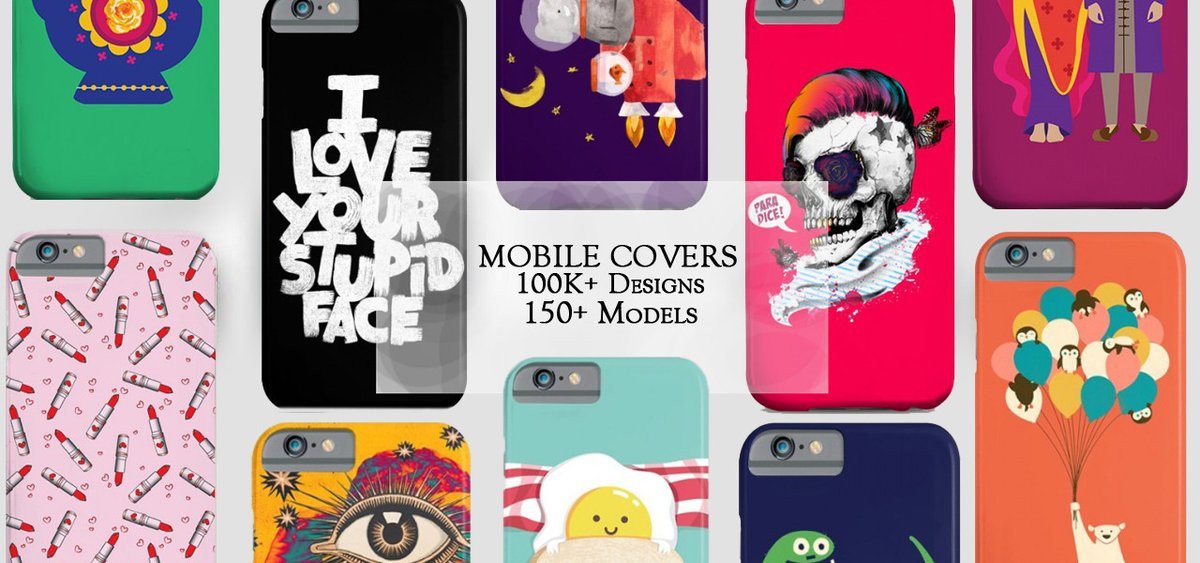 I
LOVE
YOUR
STUPID
FACE
MOBILE COVERS
100K+ Designs
150+ Models
PARA
DICE!